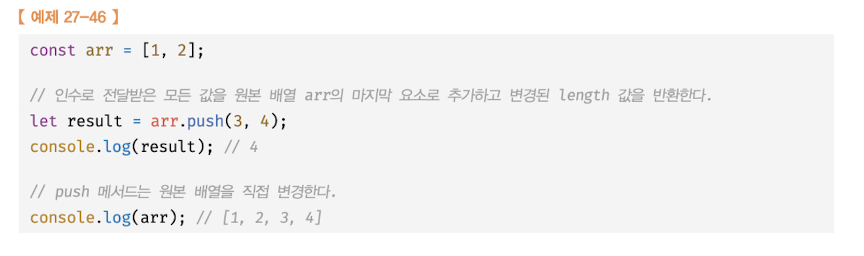 【 예제 27-46 】
const arr = [1, 2];
// 인수로 전달받은 모든 값을 원본 배열 arr의 마지막 요소로 추가하고 변경된 length 값을 반환한다.
let result = arr.push(3, 4);
console.log(result); // 4
// push 메서드는 원본 배열을 직접 변경한다.
console.log(arr); // [1, 2, 3, 4]